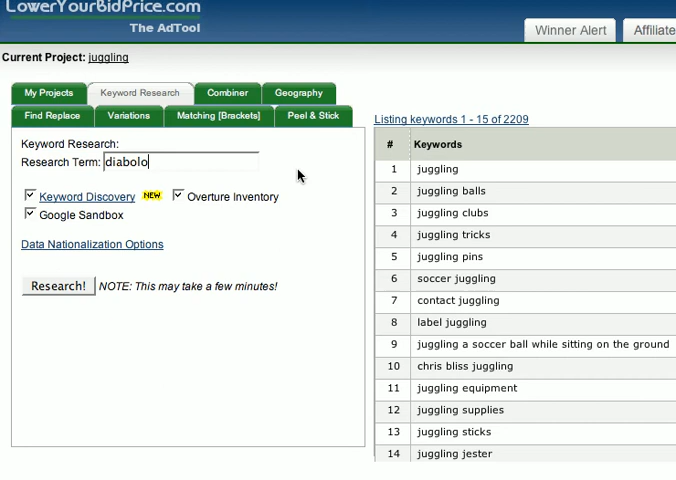 LowerYourBidPrice.com
The AdTool
Winner Alert
Affiliate
Current Project: juggling
My Projects
Keyword Research
Combiner
Geography
Find Replace
Variations
Matching [Brackets]
Peel & Stick
Keyword Research:
Research Term: diabolo
Keyword Discovery NEW
Overture Inventory
Google Sandbox
Data Nationalization Options
Research! NOTE: This may take a few minutes!
Listing keywords 1 - 15 of 2209
# Keywords
1 juggling
2 juggling balls
3 juggling clubs
4 juggling tricks
5 juggling pins
6 soccer juggling
7 contact juggling
8 label juggling
9 juggling a soccer ball while sitting on the ground
10 chris bliss juggling
11 juggling equipment
12 juggling supplies
13 juggling sticks
14 juggling jester